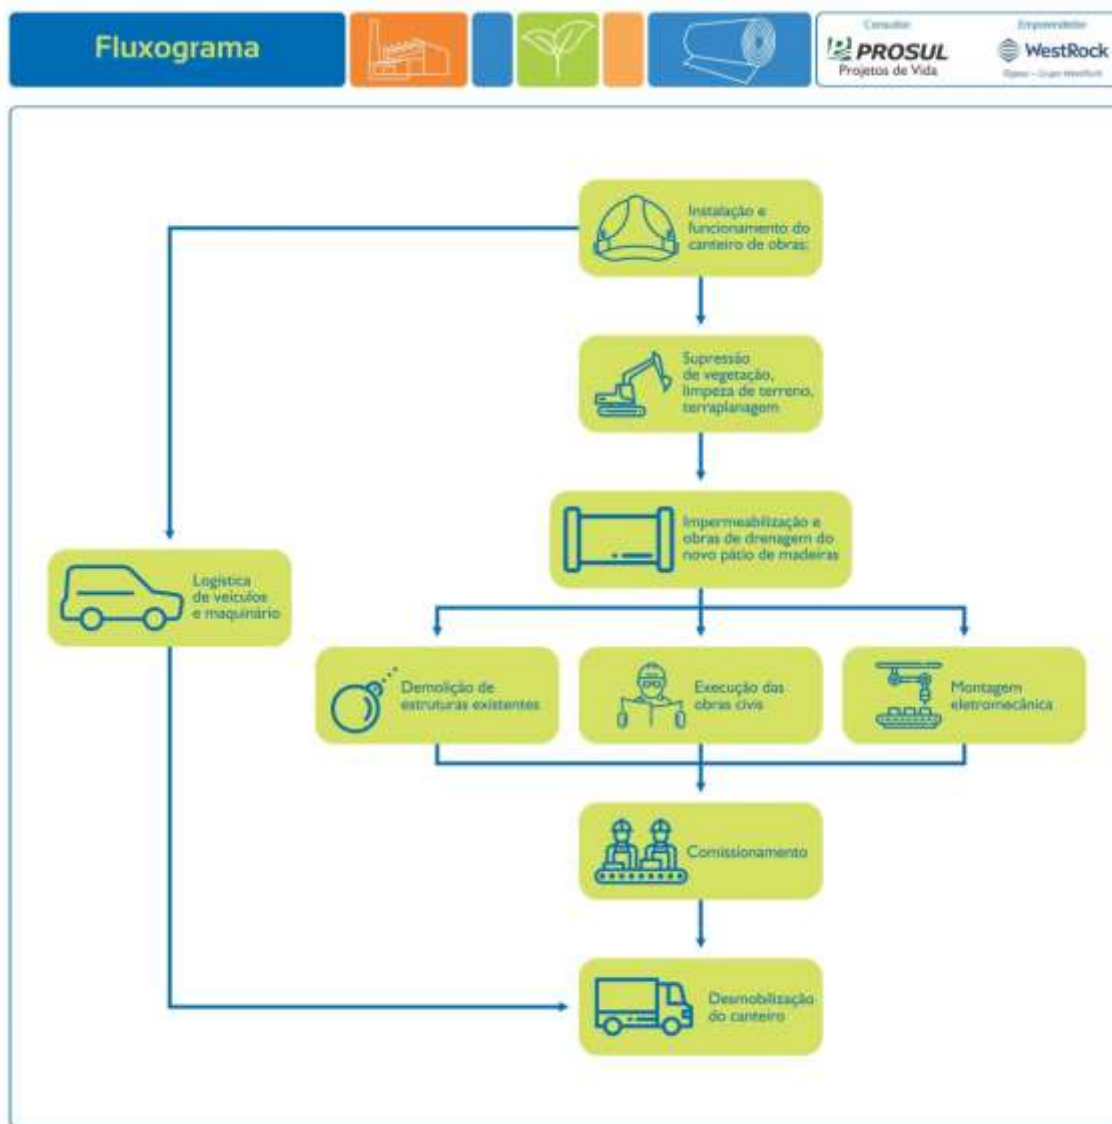 Fluxograma
Consultor
PROSUL
Projetos de Vida
Empreendedor
WestRock
Instalação e
funcionamento do
canteiro de obras;
Supressão
de vegetação,
limpeza de terreno,
terraplanagem
Impermeabilização e
obras de drenagem do
novo pátio de madeiras
Logística
de veículos
e maquinário
Demolição de
estruturas existentes
Execução das
obras civis
Montagem
eletromecânica
Comissionamento
Desmobilização
do canteiro